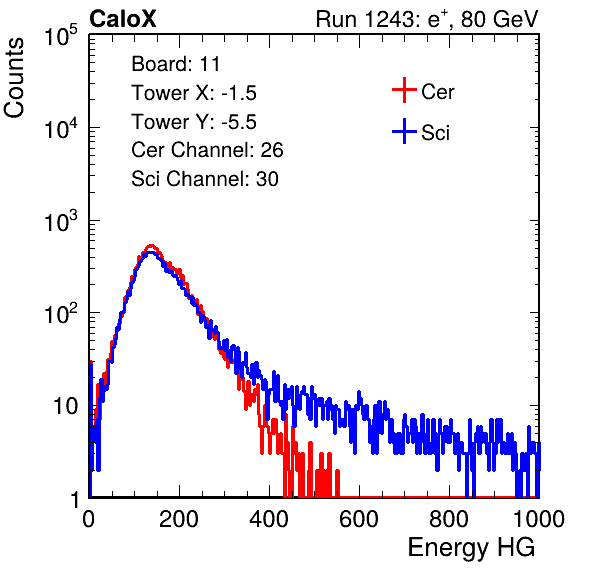 CaloX Run 1243: e⁺, 80 GeV
Counts
Board: 11
Tower X: -1.5
Tower Y: -5.5
Cer Channel: 26
Sci Channel: 30
Cer
Sci
10⁵
10⁴
10³
10²
10
1
0 200 400 600 800 1000
Energy HG